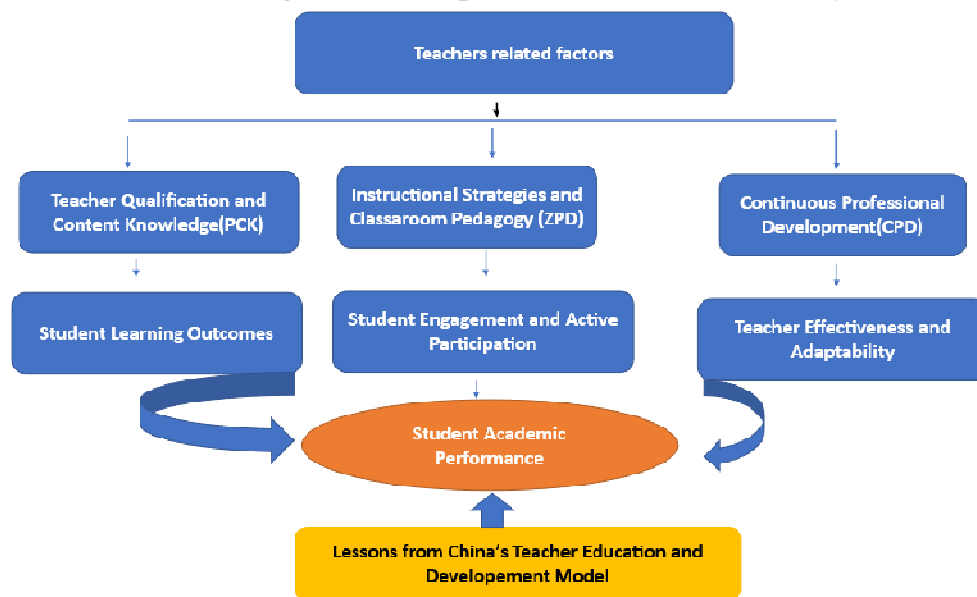 Teachers related factors
Teacher Qualification and
Content Knowledge(PCK)
Instructional Strategies and
Classaroom Pedagogy (ZPD)
Continuous Professional
Development(CPD)
Student Learning Outcomes
Student Engagement and Active
Participation
Teacher Effectiveness and
Adaptability
Student Academic
Performance
Lessons from China's Teacher Education and
Developement Model